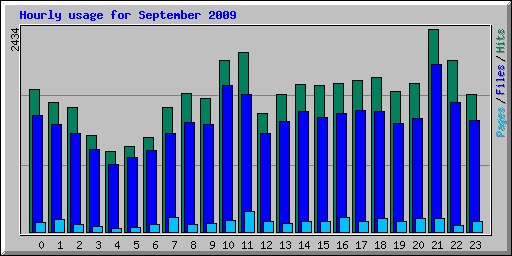 Hourly usage for September 2009
2434
Pages/Files/Hits
0 1 2 3 4 5 6 7 8 9 10 11 12 13 14 15 16 17 18 19 20 21 22 23